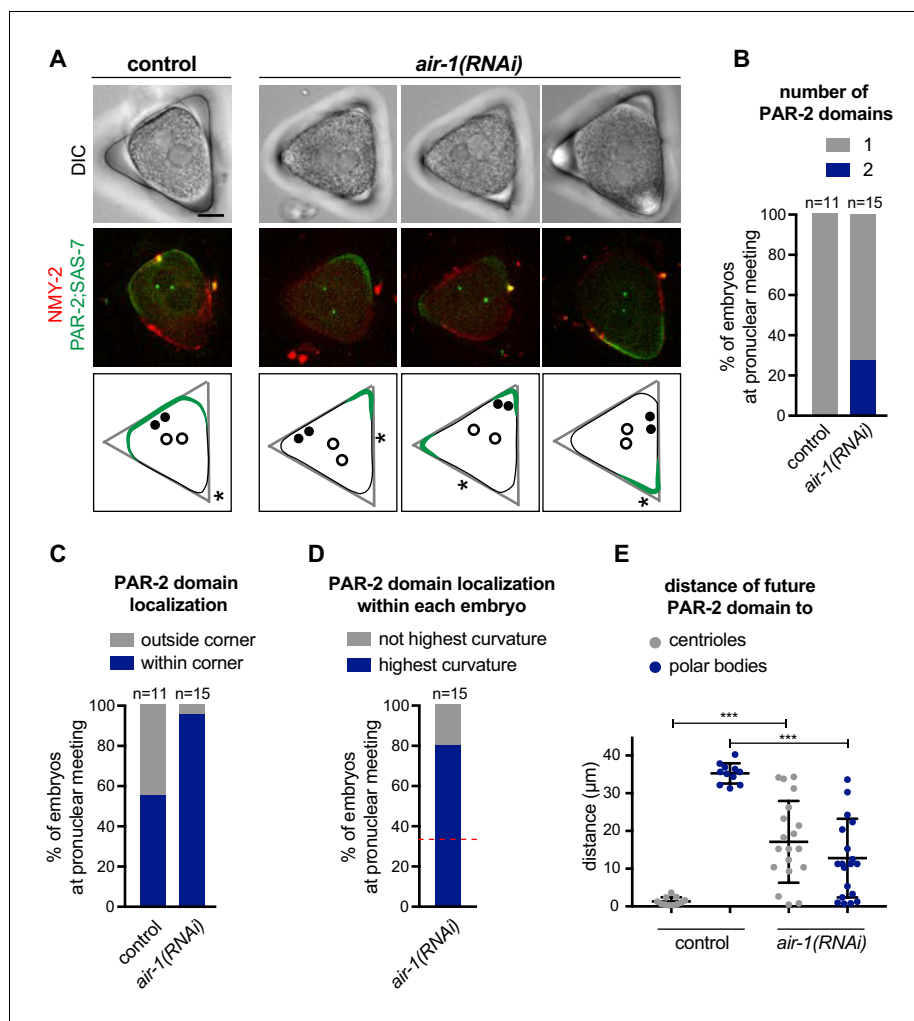 A
control
air-1(RNAi)
DIC
NMY-2
PAR-2;SAS-7
*
*
*
*
B
number of
PAR-2 domains
1
2
n=11 n=15
100
80
60
40
20
0
% of embryos
at pronuclear meeting
control
air-1(RNAi)
C
PAR-2 domain
localization
outside corner
within corner
n=11 n=15
100
80
60
40
20
0
% of embryos
at pronuclear meeting
control
air-1(RNAi)
D
PAR-2 domain localization
within each embryo
not highest curvature
highest curvature
n=15
100
80
60
40
20
0
% of embryos
at pronuclear meeting
air-1(RNAi)
E
distance of future
PAR-2 domain to
centrioles
polar bodies
***
***
40
30
20
10
0
distance (µm)
control
air-1(RNAi)